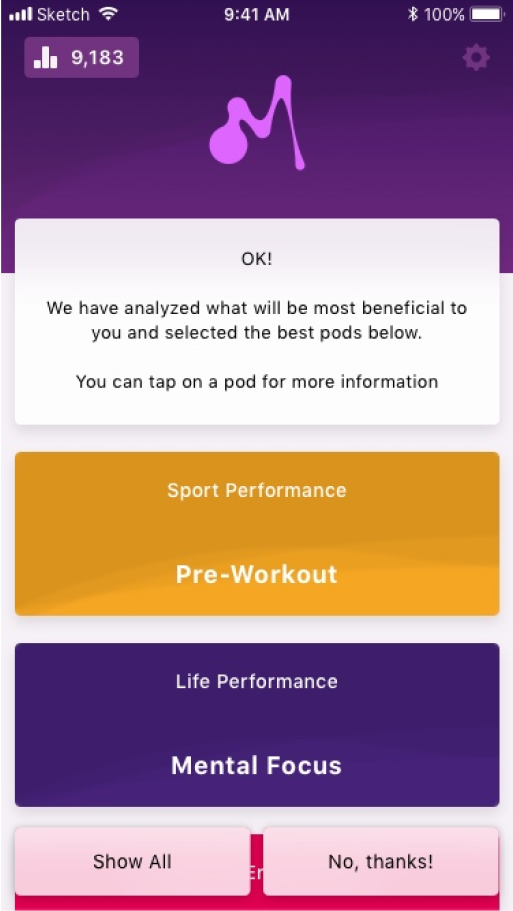 Sketch 9:41 AM 100%
9,183
OK!
We have analyzed what will be most beneficial to
you and selected the best pods below.
You can tap on a pod for more information
Sport Performance
Pre-Workout
Life Performance
Mental Focus
Show All
No, thanks!